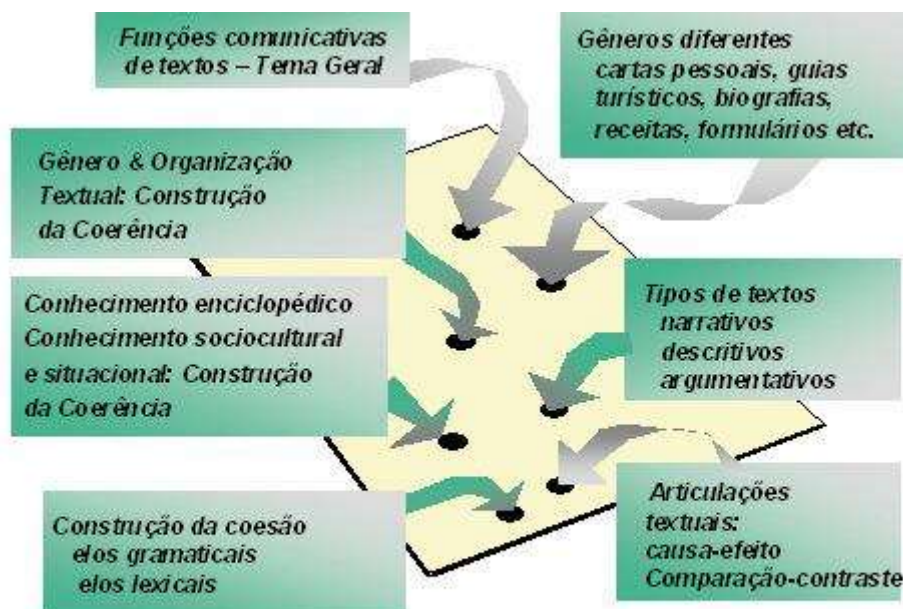 Funções comunicativas
de textos – Tema Geral
Gêneros diferentes
cartas pessoais, guias
turísticos, biografias,
receitas, formulários etc.
Gênero & Organização
Textual: Construção
da Coerência
Conhecimento enciclopédico
Conhecimento sociocultural
e situacional: Construção
da Coerência
Tipos de textos
narrativos
descritivos
argumentativos
Construção da coesão
elos gramaticais
elos lexicais
Articulações
textuais:
causa-efeito
Comparação-contraste